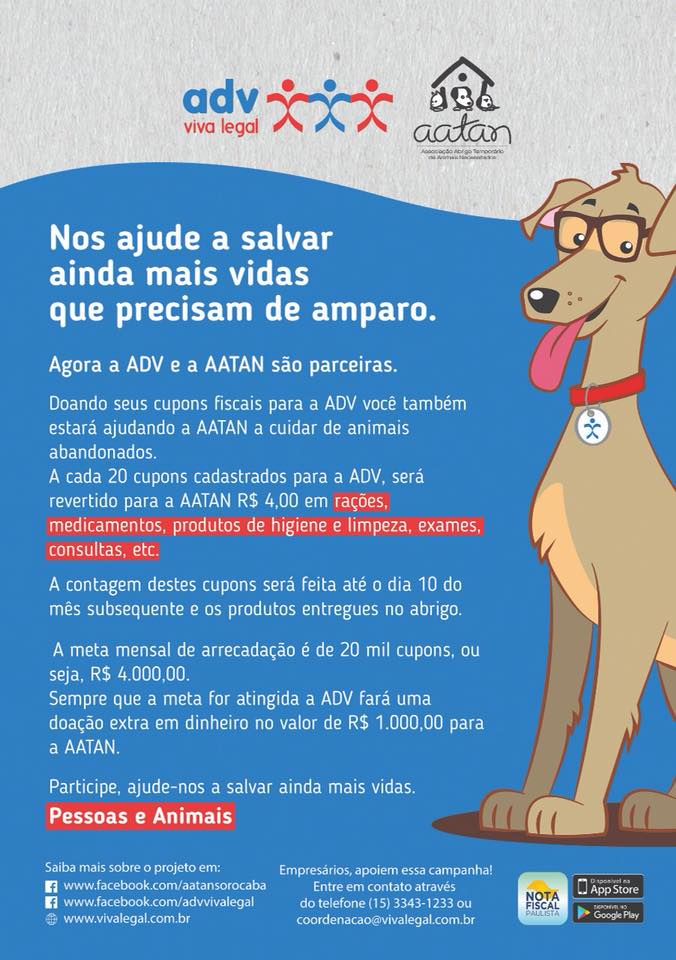 adv
viva legal
aatan
Associação Abrigo Temporário
de Animais Necessitados
Nos ajude a salvar
ainda mais vidas
que precisam de amparo.
Agora a ADV e a AATAN são parceiras.
Doando seus cupons fiscais para a ADV você também
estará ajudando a AATAN a cuidar de animais
abandonados.
A cada 20 cupons cadastrados para a ADV, será
revertido para a AATAN R$ 4,00 em rações,
medicamentos, produtos de higiene e limpeza, exames,
consultas, etc.
A contagem destes cupons será feita até o dia 10 do
mês subsequente e os produtos entregues no abrigo.
A meta mensal de arrecadação é de 20 mil cupons, ou
seja, R$ 4.000,00.
Sempre que a meta for atingida a ADV fará uma
doação extra em dinheiro no valor de R$ 1.000,00 para
a AATAN.
Participe, ajude-nos a salvar ainda mais vidas.
Pessoas e Animais
Saiba mais sobre o projeto em:
www.facebook.com/aatansorocaba
www.facebook.com/advvivalegal
www.vivalegal.com.br
Empresários, apoiem essa campanha!
Entre em contato através
do telefone (15) 3343-1233 ou
coordenacao@vivalegal.com.br
NOTA
FISCAL
PAULISTA
Disponível na
App Store
DISPONÍVEL NO
Google Play